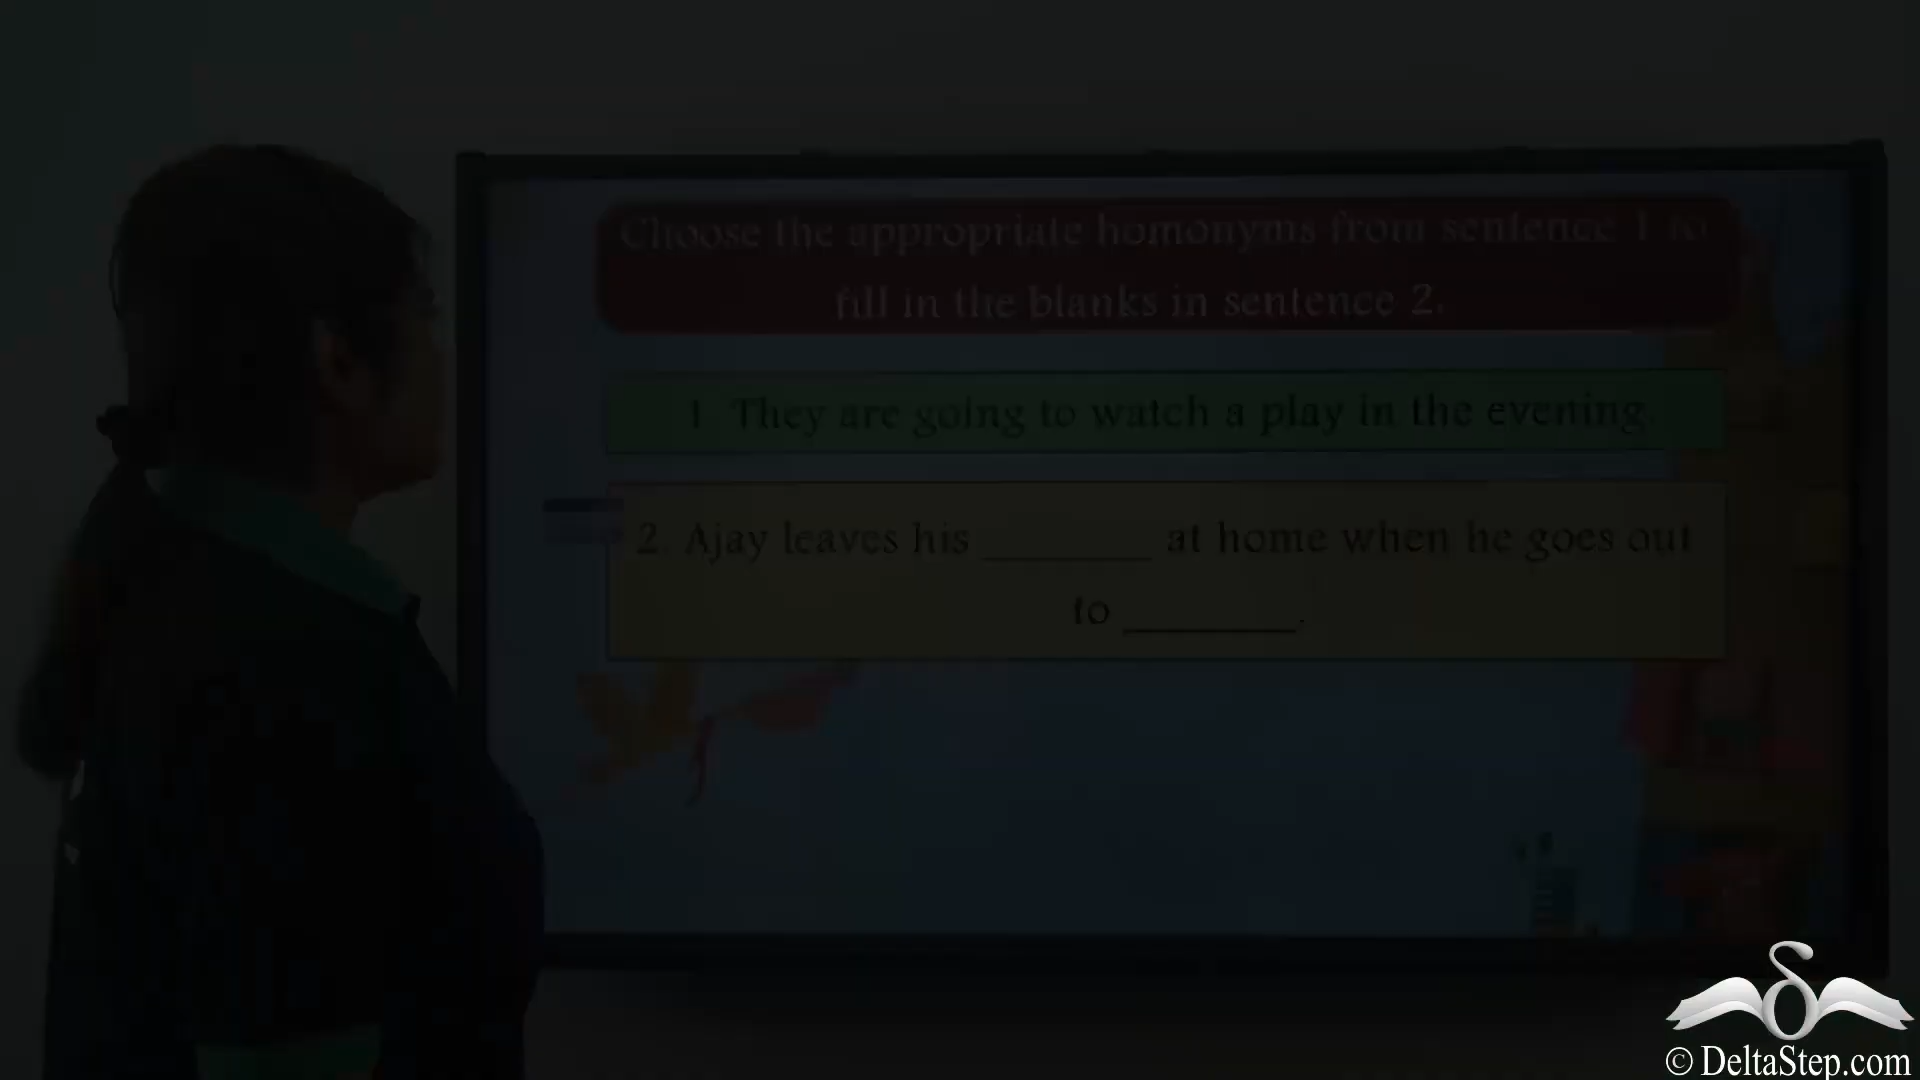 Choose the appropriate homonyms from sentence 1 to
fill in the blanks in sentence 2.
1. They are going to watch a play in the evening.
2. Ajay leaves his ________ at home when he goes out
to ________.
© DeltaStep.com